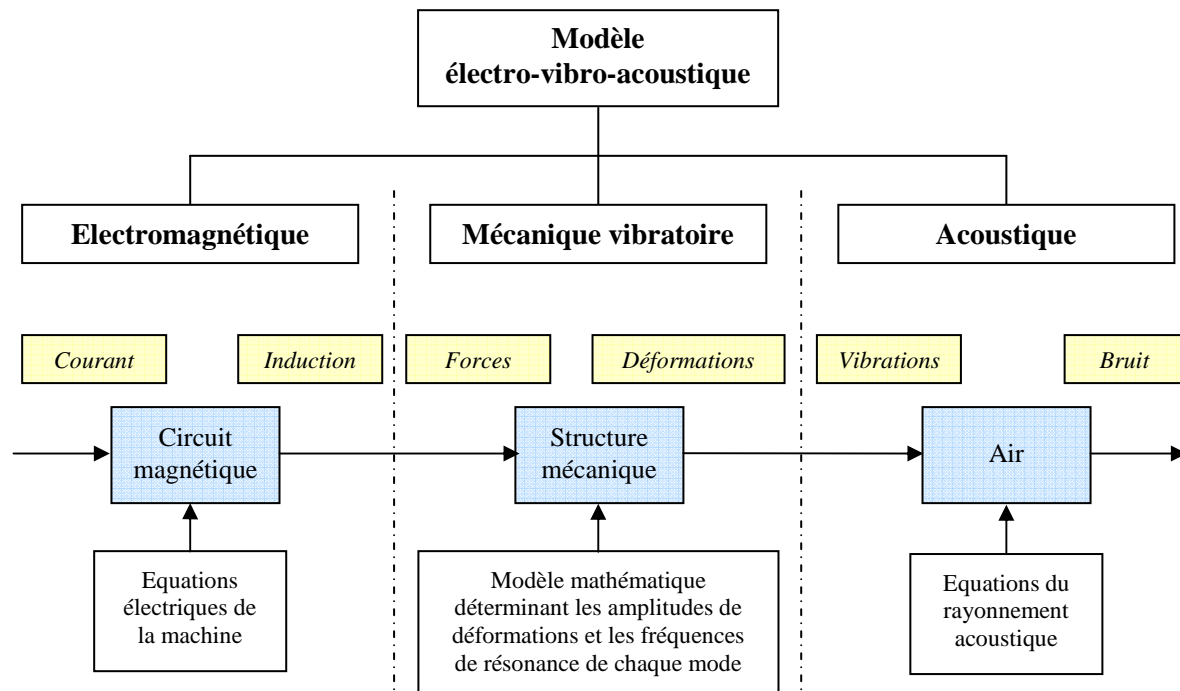 Modèle
électro-vibro-acoustique
Electromagnétique
Mécanique vibratoire
Acoustique
Courant
Induction
Forces
Déformations
Vibrations
Bruit
Circuit
magnétique
Structure
mécanique
Air
Equations
électriques de
la machine
Modèle mathématique
déterminant les amplitudes de
déformations et les fréquences
de résonance de chaque mode
Equations du
rayonnement
acoustique